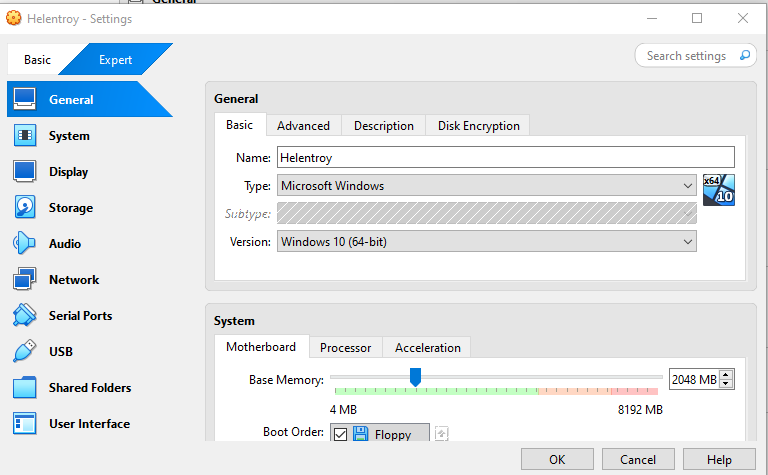 General
Helentroy - Settings
Basic
Expert
Search settings
General
System
Display
Storage
Audio
Network
Serial Ports
USB
Shared Folders
User Interface
General
Basic
Advanced
Description
Disk Encryption
Name:
Helentroy
Type:
Microsoft Windows
x64
10
Subtype:
Version:
Windows 10 (64-bit)
System
Motherboard
Processor
Acceleration
Base Memory:
2048 MB
4 MB
8192 MB
Boot Order:
Floppy
OK
Cancel
Help